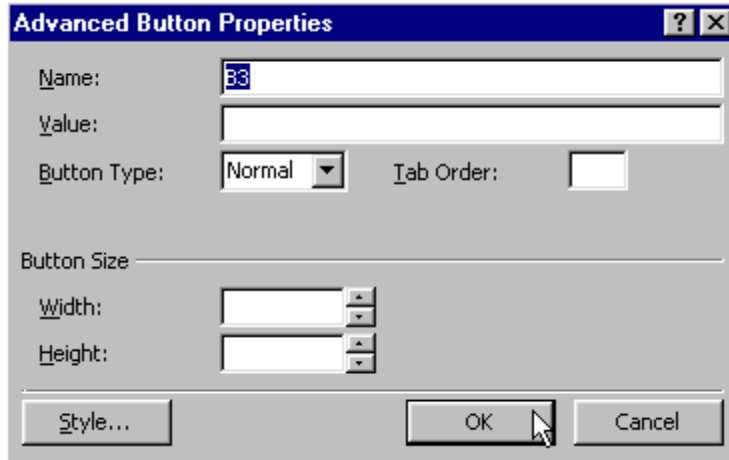 Advanced Button Properties
Name: B3
Value:
Button Type: Normal Tab Order:
Button Size
Width:
Height:
Style... OK Cancel